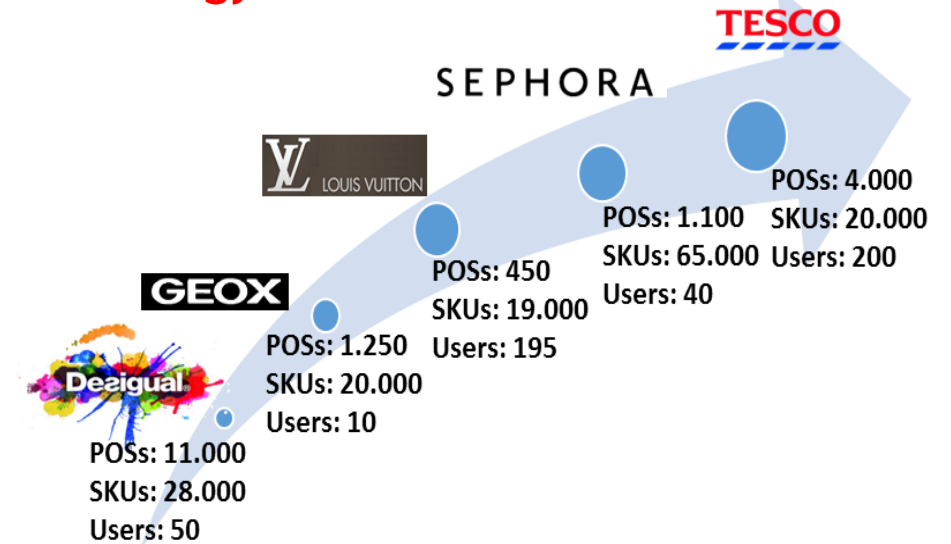 TESCO
SEPHORA
LV LOUIS VUITTON
POSs: 4.000
SKUs: 20.000
Users: 200
POSs: 1.100
SKUs: 65.000
Users: 40
POSs: 450
SKUs: 19.000
Users: 195
GEOX
POSs: 1.250
SKUs: 20.000
Users: 10
Desigual®
POSs: 11.000
SKUs: 28.000
Users: 50